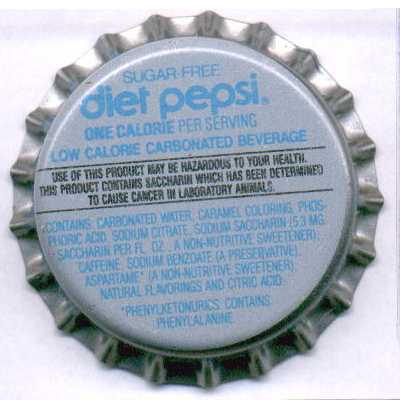 SUGAR FREE
diet pepsi®
ONE CALORIE PER SERVING
LOW CALORIE CARBONATED BEVERAGE
USE OF THIS PRODUCT MAY BE HAZARDOUS TO YOUR HEALTH.
THIS PRODUCT CONTAINS SACCHARIN WHICH HAS BEEN DETERMINED
TO CAUSE CANCER IN LABORATORY ANIMALS.
CONTAINS: CARBONATED WATER, CARAMEL COLORING, PHOS-
PHORIC ACID, SODIUM CITRATE, SODIUM SACCHARIN (5.3 MG.
SACCHARIN PER FL. OZ., A NON-NUTRITIVE SWEETENER),
CAFFEINE, SODIUM BENZOATE (A PRESERVATIVE),
ASPARTAME* (A NON-NUTRITIVE SWEETENER),
NATURAL FLAVORINGS AND CITRIC ACID.
*PHENYLKETONURICS: CONTAINS
PHENYLALANINE